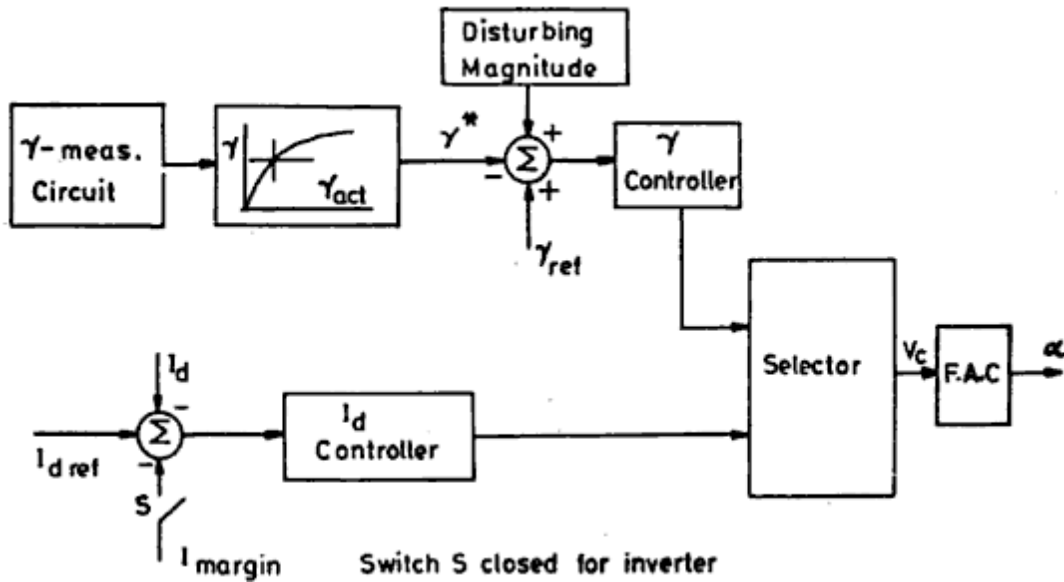 Disturbing
Magnitude
γ-meas.
Circuit
γ
γact
γ*
+
Σ
-
+
γref
γ
Controller
Id
-
Id ref
Σ
-
S
Imargin
Id
Controller
Selector
Vc
F.A.C
α
Switch S closed for inverter